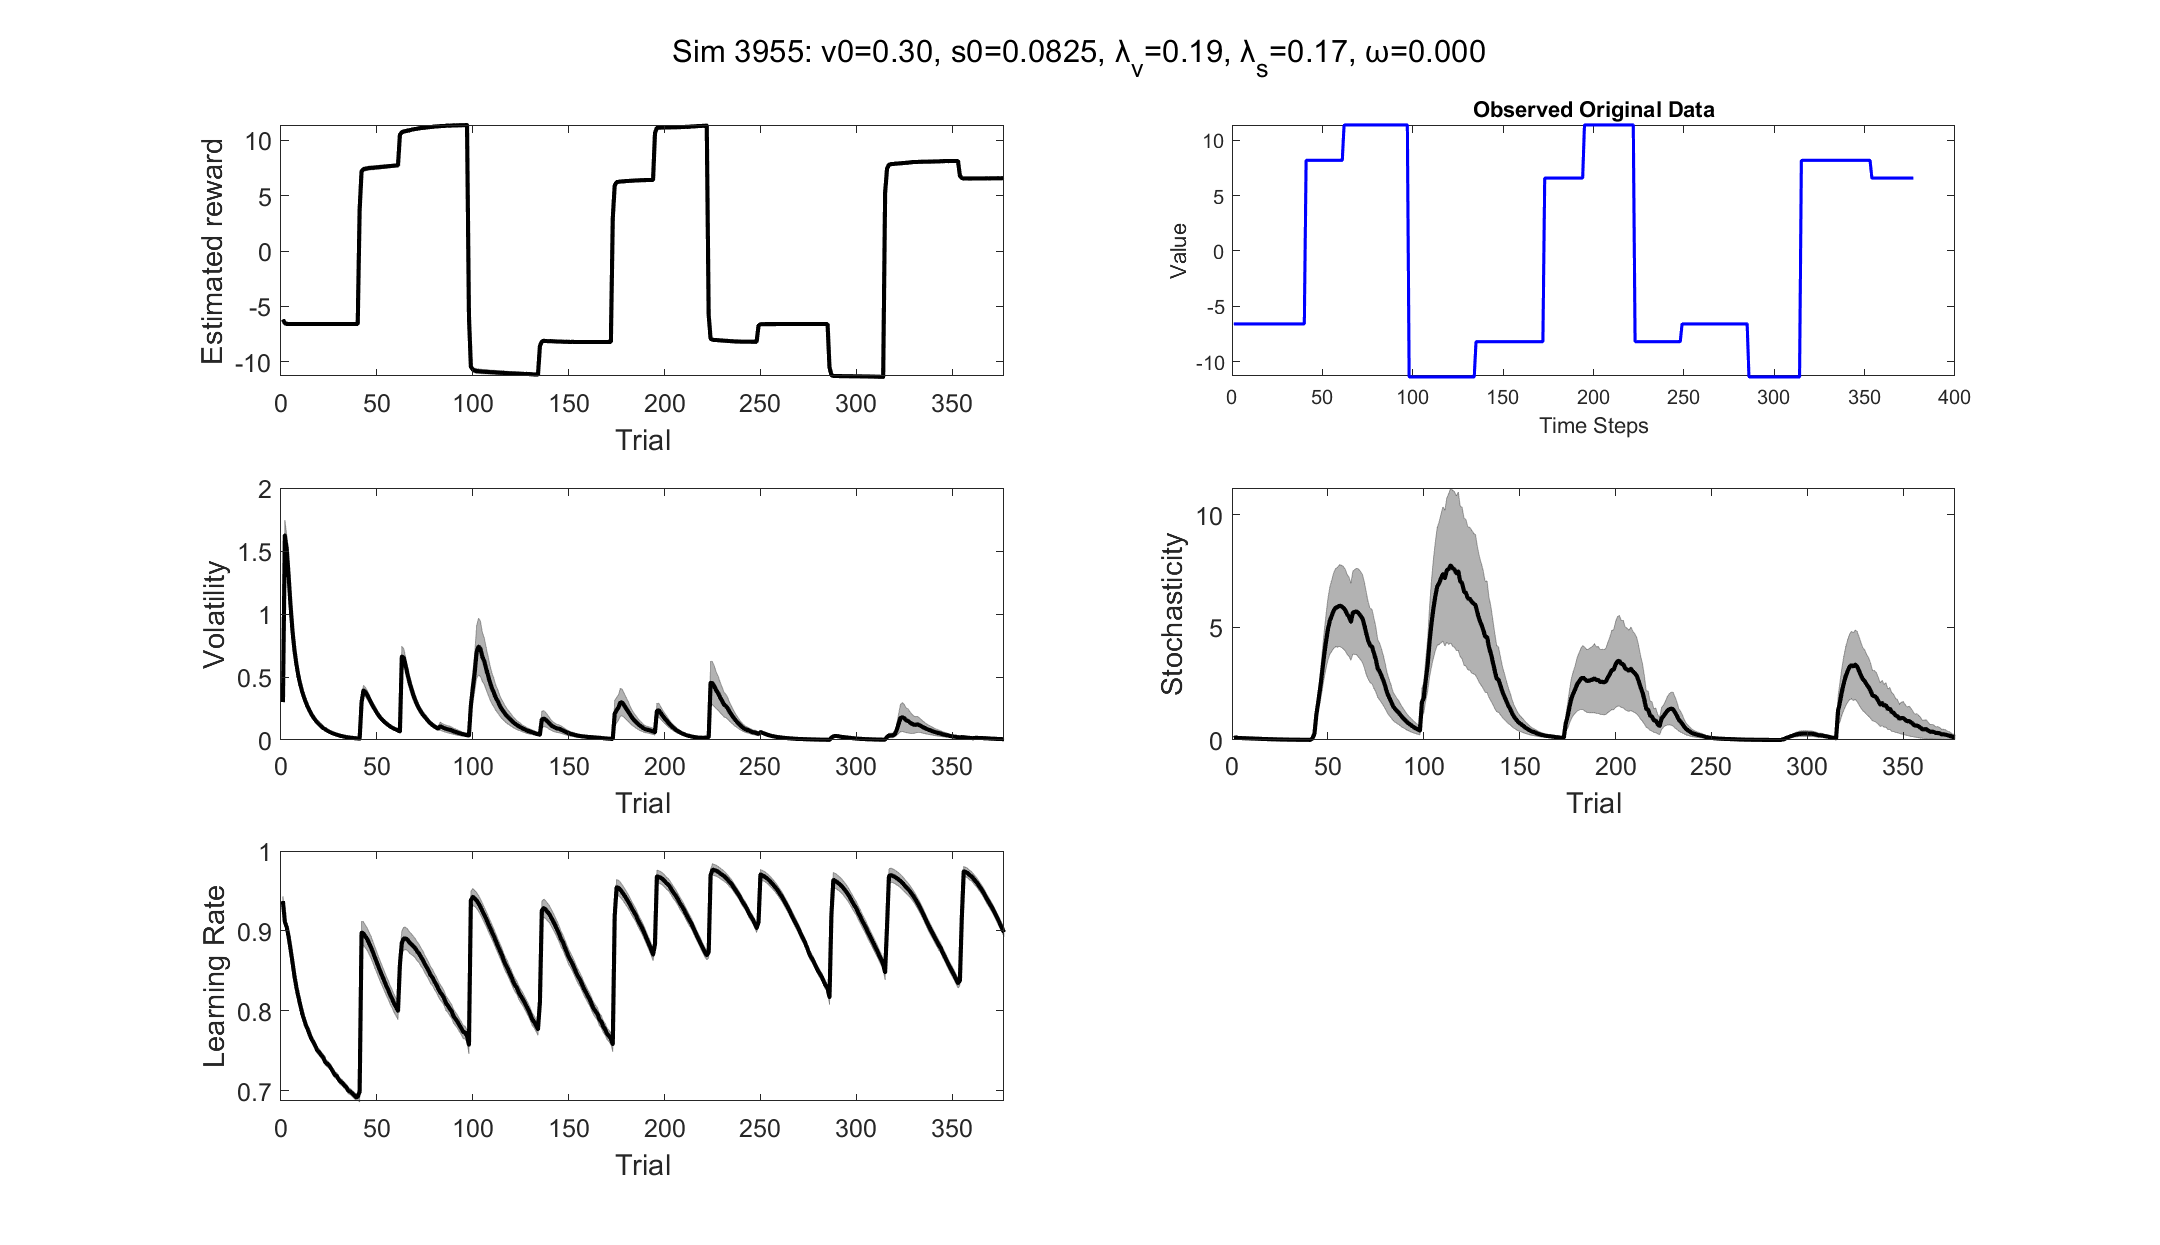 Sim 3955: v0=0.30, s0=0.0825, λ_v=0.19, λ_s=0.17, ω=0.000
Estimated reward
10
5
0
-5
-10
0 50 100 150 200 250 300 350
Trial
Observed Original Data
Value
10
5
0
-5
-10
0 50 100 150 200 250 300 350 400
Time Steps
Volatility
2
1.5
1
0.5
0
0 50 100 150 200 250 300 350
Trial
Stochasticity
10
5
0
0 50 100 150 200 250 300 350
Trial
Learning Rate
1
0.9
0.8
0.7
0 50 100 150 200 250 300 350
Trial